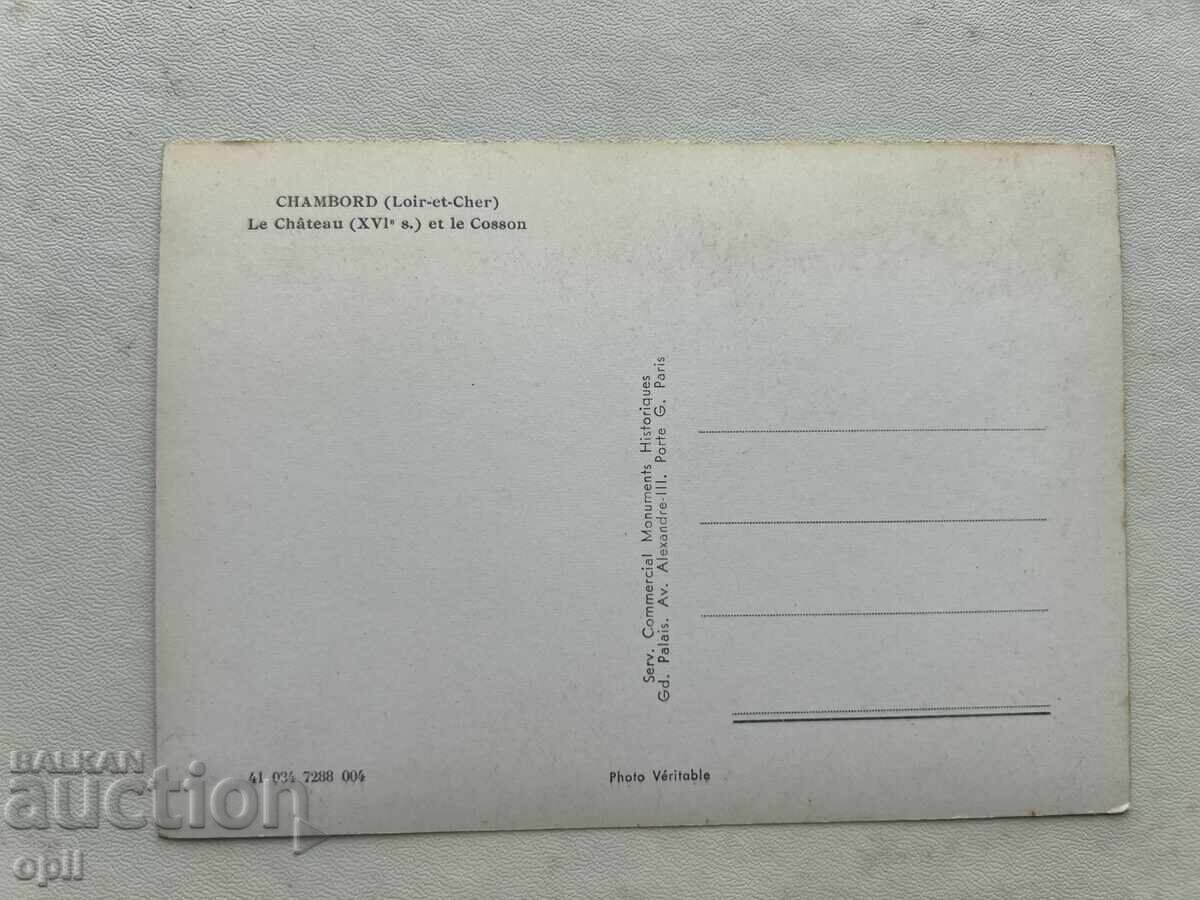 CHAMBORD (Loir-et-Cher)
Le Château (XVIᵉ s.) et le Cosson
Serv. Commercial Monuments Historiques
Gd. Palais. Av. Alexandre-III. Porte G. Paris
41 034 7288 004
Photo Véritable
BALKAN
auction
opii